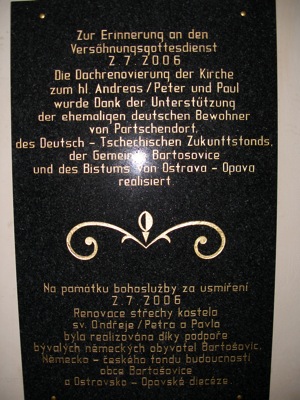 Zur Erinnerung an den
Versöhnungsgottesdienst
2.7.2006
Die Dachrenovierung der Kirche
zum hl. Andreas/Peter und Paul
wurde Dank der Unterstützung
der ehemaligen deutschen Bewohner
von Partschendorf,
des Deutsch - Tschechischen Zukunftstonds,
der Gemeinde Bartosovice
und des Bistums von Ostrava - Opava
realisiert.
Na památku bohoslužby za usmíření
2.7.2006
Renovace střechy kostela
sv. Ondřeje/Petra a Pavla
byla realizována díky podpoře
bývalých německých obyvatel Bartošovic,
Německo - českého fondu budoucnosti
obce Bartošovice
a Ostravsko - Opavské diecéze.